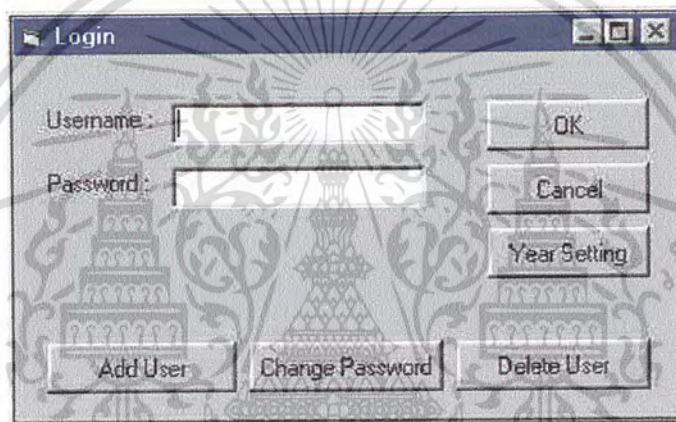 Login
Username :
OK
Password :
Cancel
Year Setting
Add User
Change Password
Delete User